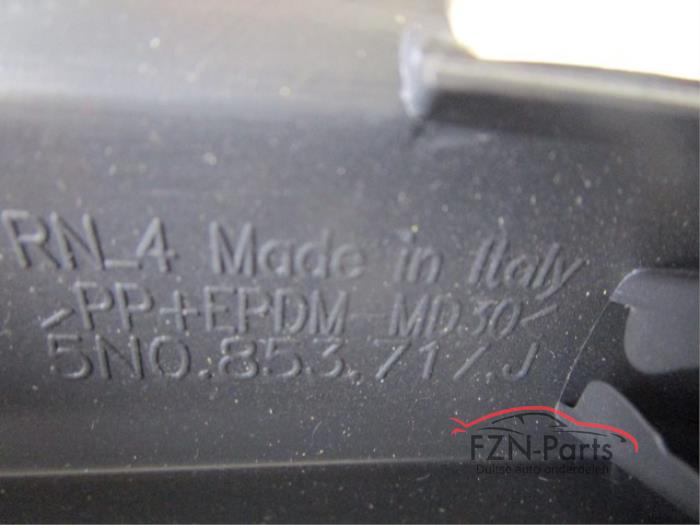 RN_4 Made in Italy
>PP+EPDM-MD30<
5N0.853.717.J
FZN-Parts
Duitse auto onderdelen